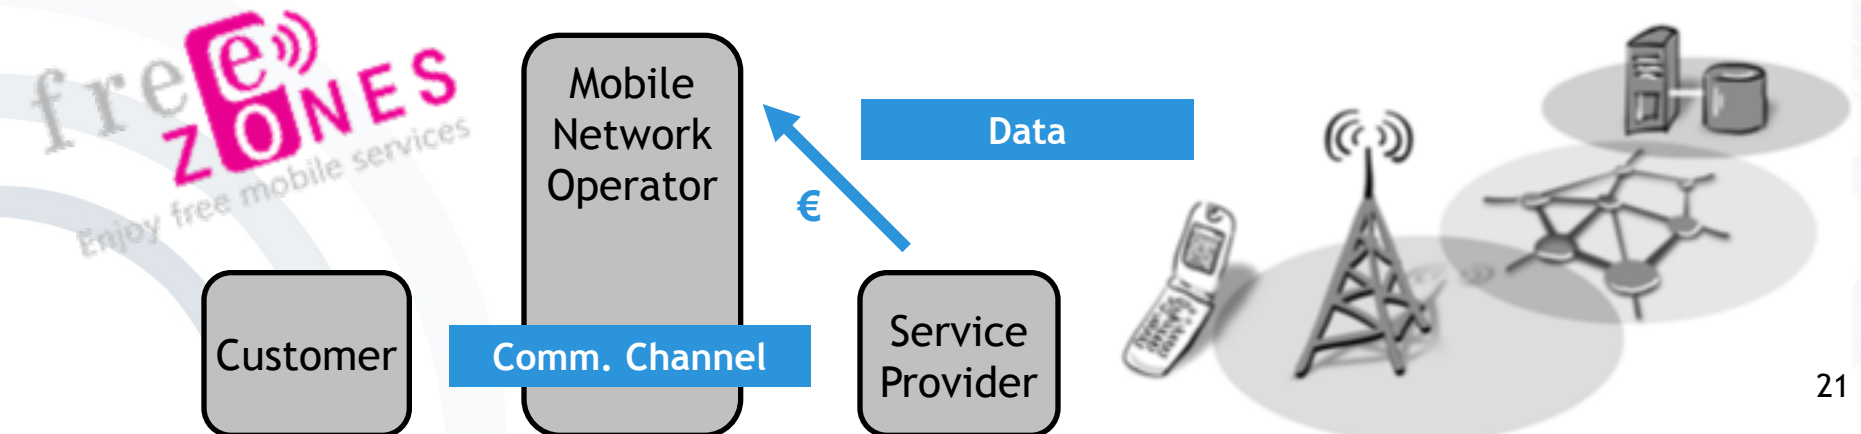 free
ZONES
Enjoy free mobile services
Mobile
Network
Operator
Data
€
Customer
Comm. Channel
Service
Provider
21